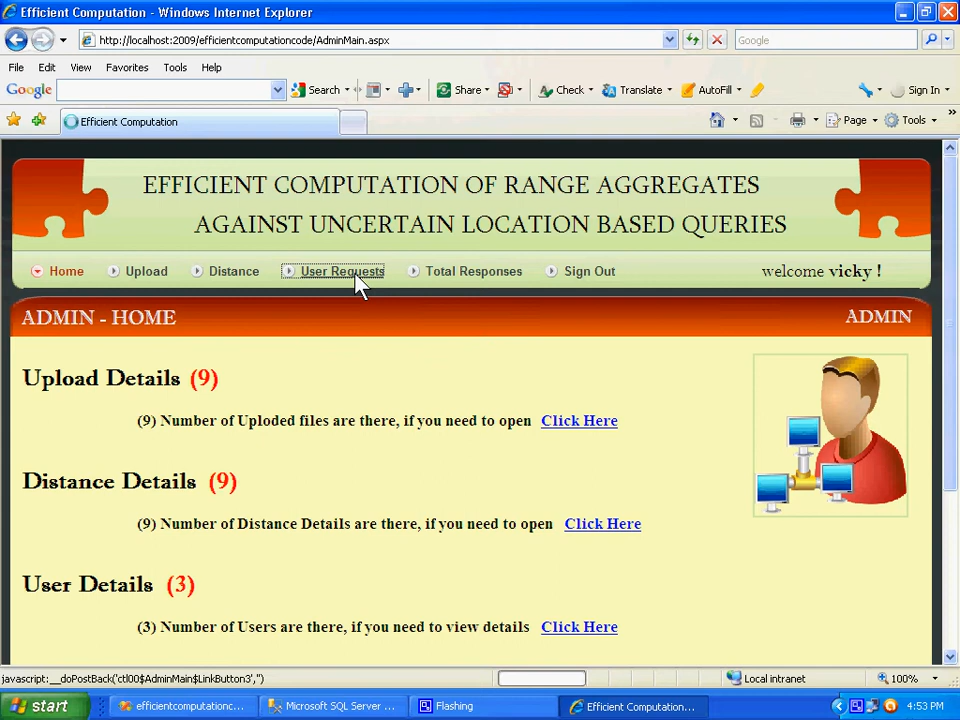 Efficient Computation - Windows Internet Explorer
http://localhost:2009/efficientcomputationcode/AdminMain.aspx
Google
File Edit View Favorites Tools Help
Google Search Share Check Translate AutoFill Sign In
Efficient Computation Page Tools
EFFICIENT COMPUTATION OF RANGE AGGREGATES
AGAINST UNCERTAIN LOCATION BASED QUERIES
Home Upload Distance User Requests Total Responses Sign Out welcome vicky !
ADMIN - HOME ADMIN
Upload Details (9)
(9) Number of Uploded files are there, if you need to open Click Here
Distance Details (9)
(9) Number of Distance Details are there, if you need to open Click Here
User Details (3)
(3) Number of Users are there, if you need to view details Click Here
javascript:__doPostBack('ctl00$AdminMain$LinkButton3','') Local intranet 100%
start efficientcomputationc... Microsoft SQL Server ... Flashing Efficient Computation... 4:53 PM